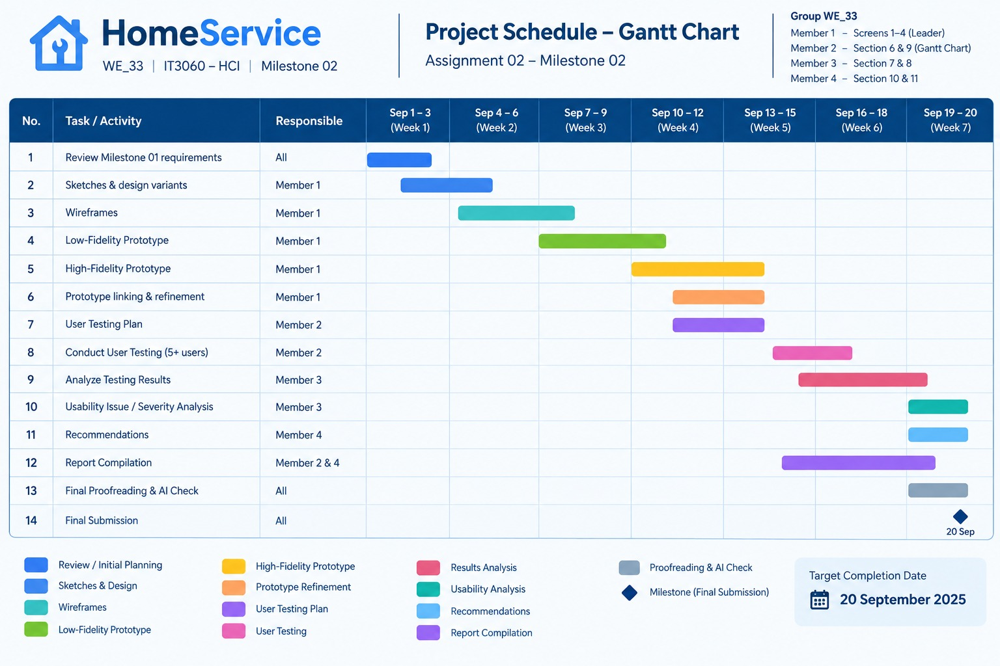 HomeService
WE_33 | IT3060 – HCI | Milestone 02
Project Schedule – Gantt Chart
Assignment 02 – Milestone 02
Group WE_33
Member 1 – Screens 1–4 (Leader)
Member 2 – Section 6 & 9 (Gantt Chart)
Member 3 – Section 7 & 8
Member 4 – Section 10 & 11
No. Task / Activity Responsible Sep 1 – 3 (Week 1) Sep 4 – 6 (Week 2) Sep 7 – 9 (Week 3) Sep 10 – 12 (Week 4) Sep 13 – 15 (Week 5) Sep 16 – 18 (Week 6) Sep 19 – 20 (Week 7)
1 Review Milestone 01 requirements All
2 Sketches & design variants Member 1
3 Wireframes Member 1
4 Low-Fidelity Prototype Member 1
5 High-Fidelity Prototype Member 1
6 Prototype linking & refinement Member 1
7 User Testing Plan Member 2
8 Conduct User Testing (5+ users) Member 2
9 Analyze Testing Results Member 3
10 Usability Issue / Severity Analysis Member 3
11 Recommendations Member 4
12 Report Compilation Member 2 & 4
13 Final Proofreading & AI Check All
14 Final Submission All
20 Sep
Review / Initial Planning
Sketches & Design
Wireframes
Low-Fidelity Prototype
High-Fidelity Prototype
Prototype Refinement
User Testing Plan
User Testing
Results Analysis
Usability Analysis
Recommendations
Report Compilation
Proofreading & AI Check
Milestone (Final Submission)
Target Completion Date
20 September 2025